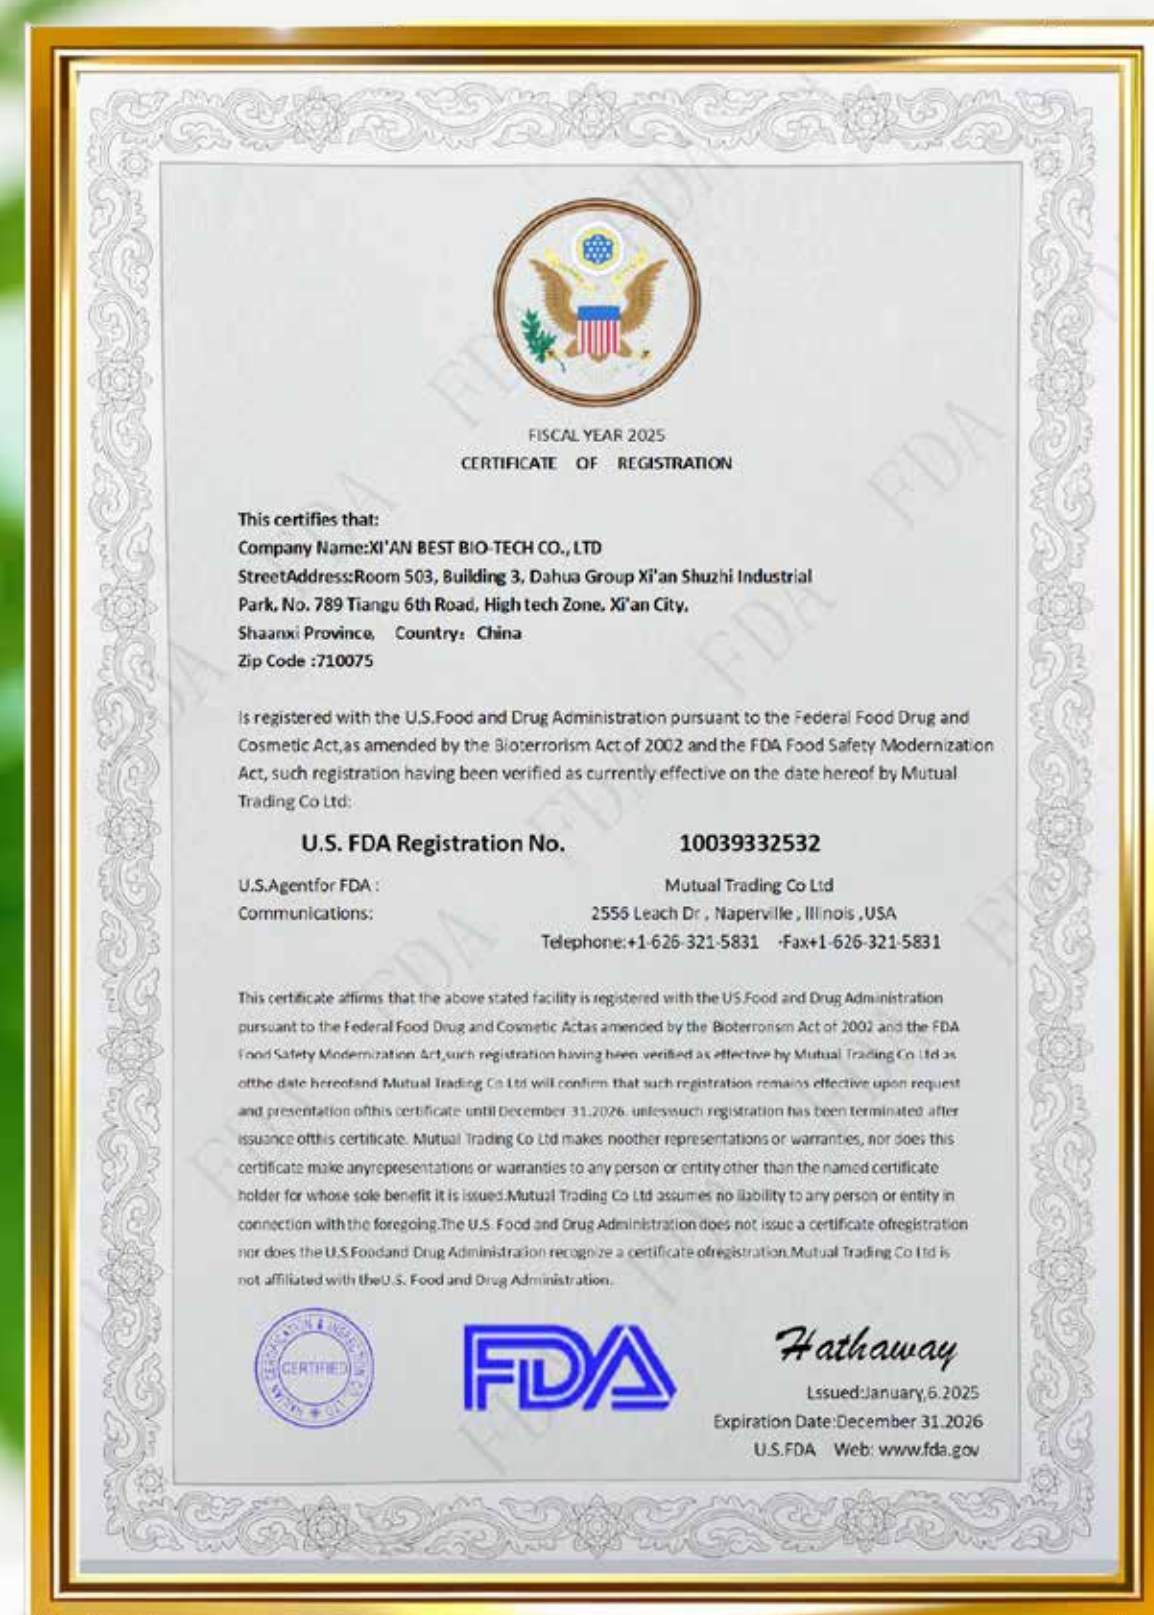 FISCAL YEAR 2025
CERTIFICATE OF REGISTRATION
This certifies that:
Company Name:XI'AN BEST BIO-TECH CO., LTD
StreetAddress:Room 503, Building 3, Dahua Group Xi'an Shuzhi Industrial
Park, No. 789 Tiangu 6th Road, High tech Zone, Xi'an City,
Shaanxi Province, Country: China
Zip Code :710075
Is registered with the U.S.Food and Drug Administration pursuant to the Federal Food Drug and
Cosmetic Act,as amended by the Bioterrorism Act of 2002 and the FDA Food Safety Modernization
Act, such registration having been verified as currently effective on the date hereof by Mutual
Trading Co Ltd:
U.S. FDA Registration No. 10039332532
U.S.Agentfor FDA : Mutual Trading Co Ltd
Communications: 2556 Leach Dr , Naperville , Illinois ,USA
Telephone:+1-626-321-5831 ·Fax+1-626-321-5831
This certificate affirms that the above stated facility is registered with the US.Food and Drug Administration
pursuant to the Federal Food Drug and Cosmetic Actas amended by the Bioterrorism Act of 2002 and the FDA
Food Safety Modernization Act,such registration having been verified as effective by Mutual Trading Co Ltd as
ofthe date hereofand Mutual Trading Co Ltd will confirm that such registration remains effective upon request
and presentation ofthis certificate until December 31.2026. unlesssuch registration has been terminated after
issuance ofthis certificate. Mutual Trading Co Ltd makes noother representations or warranties, nor does this
certificate make anyrepresentations or warranties to any person or entity other than the named certificate
holder for whose sole benefit it is issued.Mutual Trading Co Ltd assumes no liability to any person or entity in
connection with the foregoing.The U.S. Food and Drug Administration does not issue a certificate ofregistration
nor does the U.S.Foodand Drug Administration recognize a certificate ofregistration.Mutual Trading Co Ltd is
not affiliated with theU.S. Food and Drug Administration.
CERTIFIED
FDA
Hathaway
Lssued:January,6.2025
Expiration Date:December 31.2026
U.S.FDA Web: www.fda.gov